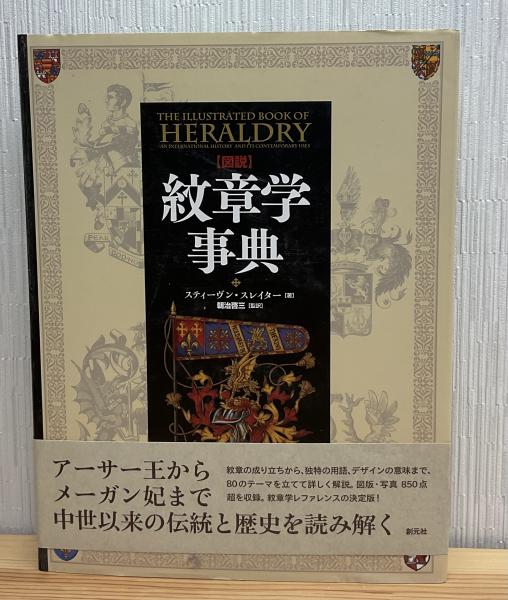 THE ILLUSTRATED BOOK OF
HERALDRY
AN INTERNATIONAL HISTORY AND ITS CONTEMPORARY USES
【図説】
紋章学
事典
スティーヴン・スレイター［著］
朝治啓三［監訳］
アーサー王から
メーガン妃まで
中世以来の伝統と歴史を読み解く
紋章の成り立ちから、独特の用語、デザインの意味まで、
80のテーマを立てて詳しく解説。図版・写真 850点
超を収録。紋章学レファレンスの決定版！
創元社